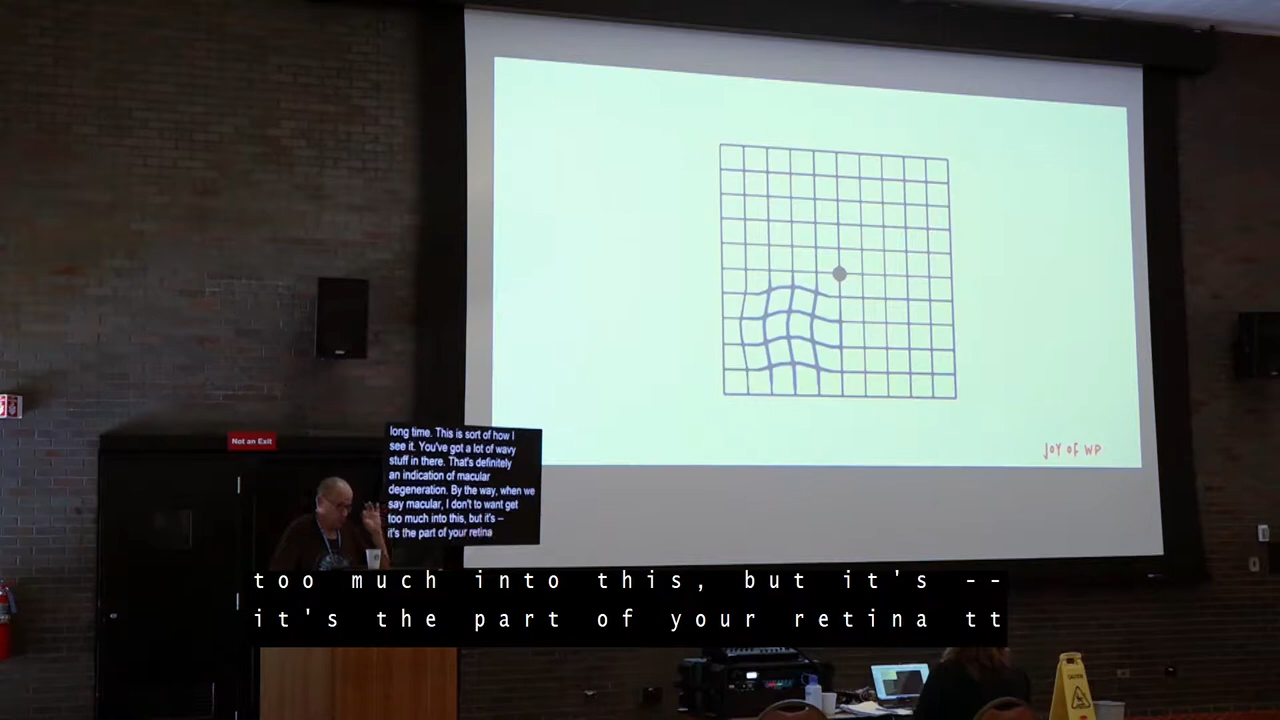 JOY OF WP
Not an Exit
long time. This is sort of how I
see it. You've got a lot of wavy
stuff in there. That's definitely
an indication of macular
degeneration. By the way, when we
say macular, I don't to want get
too much into this, but it's --
it's the part of your retina
too much into this, but it's --
it's the part of your retina tt
CAUTION